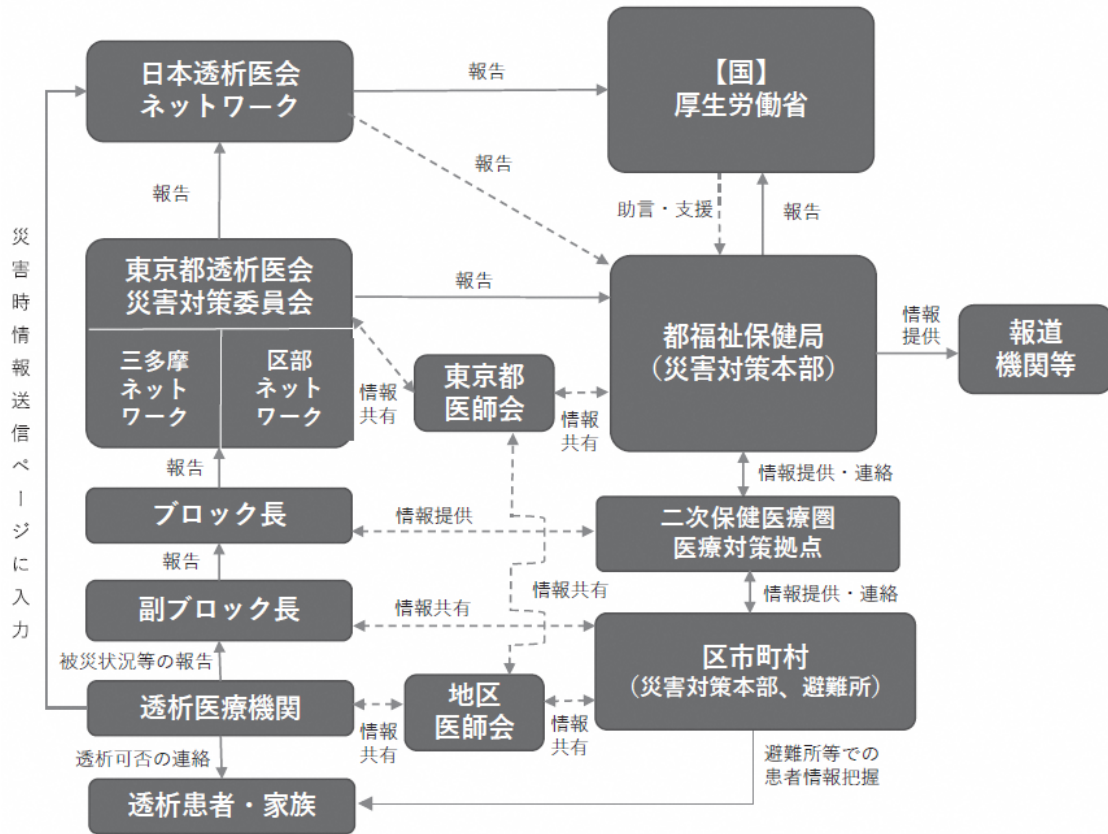 日本透析医会
ネットワーク
報告
【国】
厚生労働省
報告
報告
助言・支援
報告
災害時情報送信ページに入力
東京都透析医会
災害対策委員会
三多摩
ネット
ワーク
区部
ネット
ワーク
報告
情報
共有
東京都
医師会
情報
共有
都福祉保健局
（災害対策本部）
情報
提供
報道
機関等
報告
情報提供・連絡
ブロック長
情報提供
二次保健医療圏
医療対策拠点
報告
情報共有
情報提供・連絡
副ブロック長
情報共有
区市町村
（災害対策本部、避難所）
被災状況等の報告
透析医療機関
情報
共有
地区
医師会
情報
共有
透析可否の連絡
避難所等での
患者情報把握
透析患者・家族